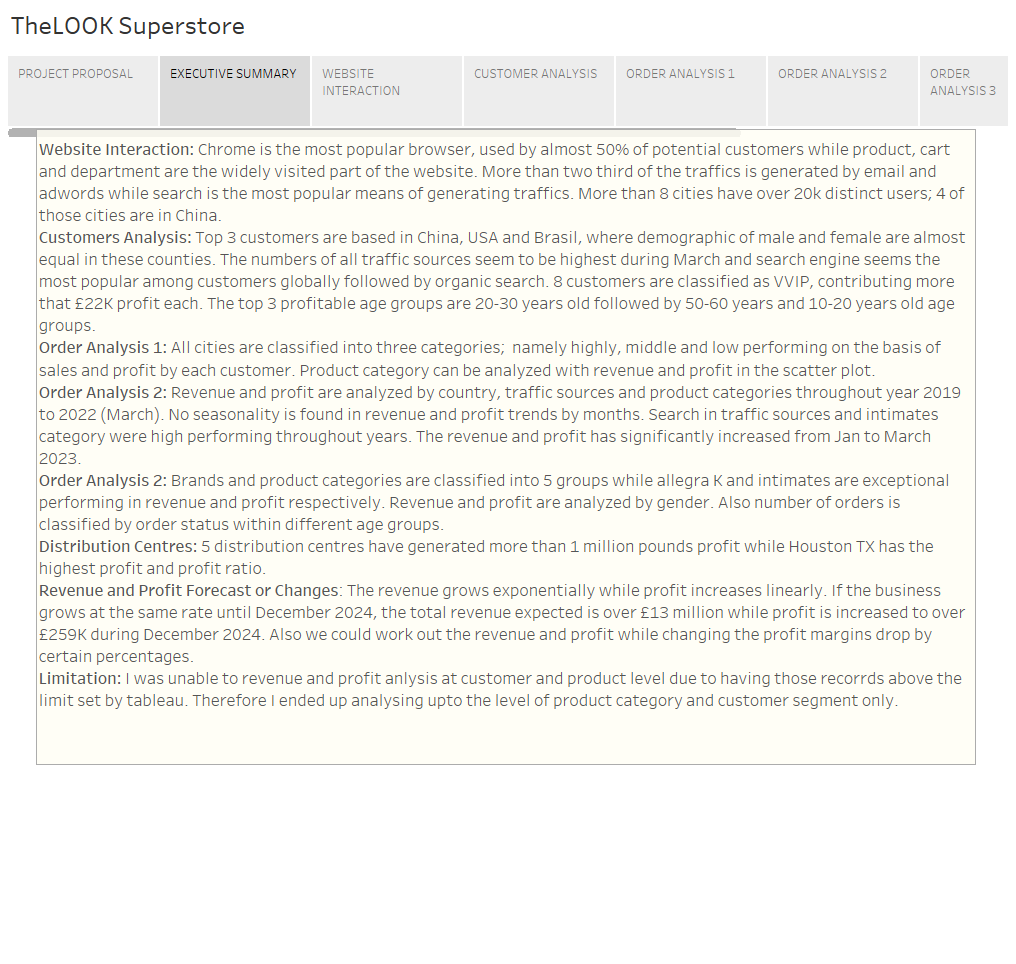 TheLOOK Superstore
PROJECT PROPOSAL
EXECUTIVE SUMMARY
WEBSITE
INTERACTION
CUSTOMER ANALYSIS
ORDER ANALYSIS 1
ORDER ANALYSIS 2
ORDER
ANALYSIS 3
Website Interaction: Chrome is the most popular browser, used by almost 50% of potential customers while product, cart
and department are the widely visited part of the website. More than two third of the traffics is generated by email and
adwords while search is the most popular means of generating traffics. More than 8 cities have over 20k distinct users; 4 of
those cities are in China.
Customers Analysis: Top 3 customers are based in China, USA and Brasil, where demographic of male and female are almost
equal in these counties. The numbers of all traffic sources seem to be highest during March and search engine seems the
most popular among customers globally followed by organic search. 8 customers are classified as VVIP, contributing more
that £22K profit each. The top 3 profitable age groups are 20-30 years old followed by 50-60 years and 10-20 years old age
groups.
Order Analysis 1: All cities are classified into three categories;  namely highly, middle and low performing on the basis of
sales and profit by each customer. Product category can be analyzed with revenue and profit in the scatter plot.
Order Analysis 2: Revenue and profit are analyzed by country, traffic sources and product categories throughout year 2019
to 2022 (March). No seasonality is found in revenue and profit trends by months. Search in traffic sources and intimates
category were high performing throughout years. The revenue and profit has significantly increased from Jan to March
2023.
Order Analysis 2: Brands and product categories are classified into 5 groups while allegra K and intimates are exceptional
performing in revenue and profit respectively. Revenue and profit are analyzed by gender. Also number of orders is
classified by order status within different age groups.
Distribution Centres: 5 distribution centres have generated more than 1 million pounds profit while Houston TX has the
highest profit and profit ratio.
Revenue and Profit Forecast or Changes: The revenue grows exponentially while profit increases linearly. If the business
grows at the same rate until December 2024, the total revenue expected is over £13 million while profit is increased to over
£259K during December 2024. Also we could work out the revenue and profit while changing the profit margins drop by
certain percentages.
Limitation: I was unable to revenue and profit anlysis at customer and product level due to having those recorrds above the
limit set by tableau. Therefore I ended up analysing upto the level of product category and customer segment only.